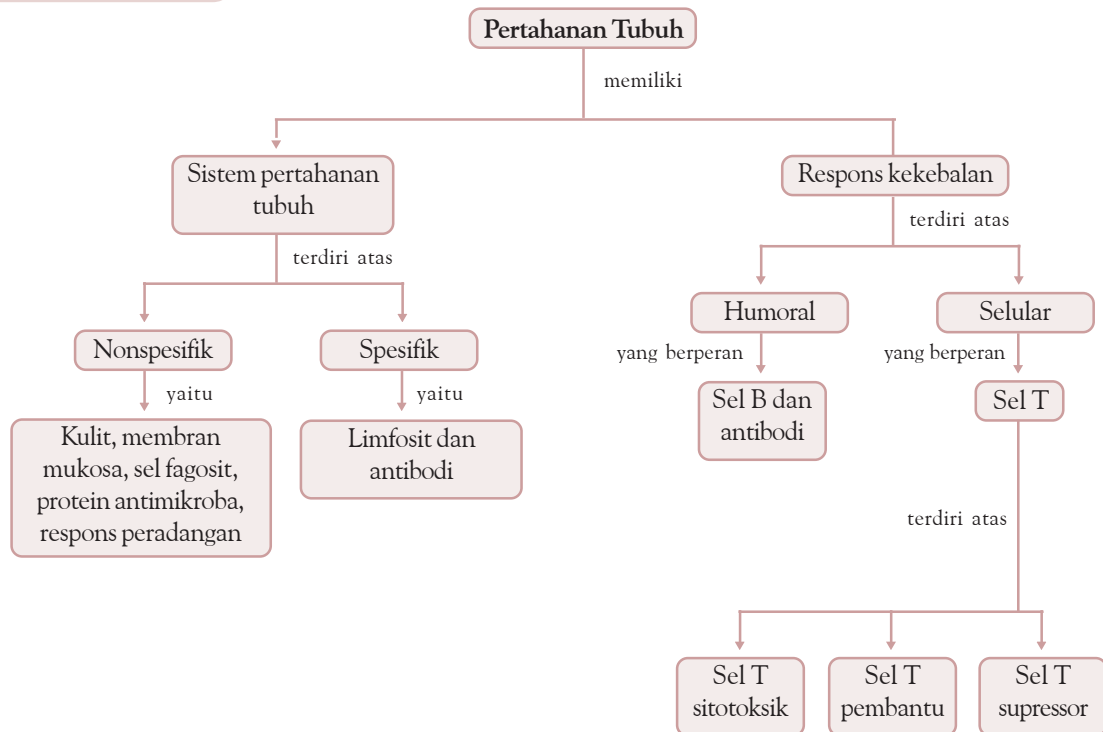 Pertahanan Tubuh
memiliki
Sistem pertahanan
tubuh
terdiri atas
Nonspesifik
yaitu
Kulit, membran
mukosa, sel fagosit,
protein antimikroba,
respons peradangan
Spesifik
yaitu
Limfosit dan
antibodi
Respons kekebalan
terdiri atas
Humoral
yang berperan
Sel B dan
antibodi
Selular
yang berperan
Sel T
terdiri atas
Sel T
sitotoksik
Sel T
pembantu
Sel T
supressor